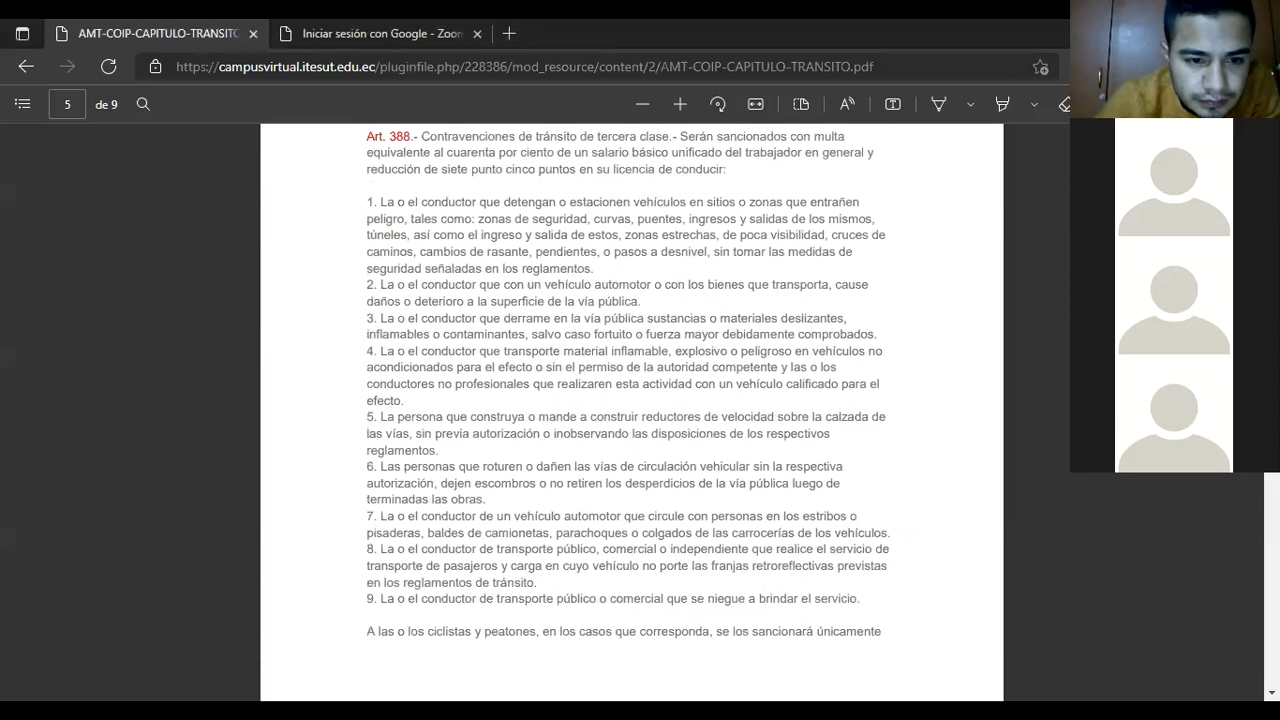 AMT-COIP-CAPITULO-TRANSITO
Iniciar sesión con Google - Zoom
https://campusvirtual.itesut.edu.ec/pluginfile.php/228386/mod_resource/content/2/AMT-COIP-CAPITULO-TRANSITO.pdf
5 de 9
Art. 388.- Contravenciones de tránsito de tercera clase.- Serán sancionados con multa
equivalente al cuarenta por ciento de un salario básico unificado del trabajador en general y
reducción de siete punto cinco puntos en su licencia de conducir:
1. La o el conductor que detengan o estacionen vehículos en sitios o zonas que entrañen
peligro, tales como: zonas de seguridad, curvas, puentes, ingresos y salidas de los mismos,
túneles, así como el ingreso y salida de estos, zonas estrechas, de poca visibilidad, cruces de
caminos, cambios de rasante, pendientes, o pasos a desnivel, sin tomar las medidas de
seguridad señaladas en los reglamentos.
2. La o el conductor que con un vehículo automotor o con los bienes que transporta, cause
daños o deterioro a la superficie de la vía pública.
3. La o el conductor que derrame en la vía pública sustancias o materiales deslizantes,
inflamables o contaminantes, salvo caso fortuito o fuerza mayor debidamente comprobados.
4. La o el conductor que transporte material inflamable, explosivo o peligroso en vehículos no
acondicionados para el efecto o sin el permiso de la autoridad competente y las o los
conductores no profesionales que realizaren esta actividad con un vehículo calificado para el
efecto.
5. La persona que construya o mande a construir reductores de velocidad sobre la calzada de
las vías, sin previa autorización o inobservando las disposiciones de los respectivos
reglamentos.
6. Las personas que roturen o dañen las vías de circulación vehicular sin la respectiva
autorización, dejen escombros o no retiren los desperdicios de la vía pública luego de
terminadas las obras.
7. La o el conductor de un vehículo automotor que circule con personas en los estribos o
pisaderas, baldes de camionetas, parachoques o colgados de las carrocerías de los vehículos.
8. La o el conductor de transporte público, comercial o independiente que realice el servicio de
transporte de pasajeros y carga en cuyo vehículo no porte las franjas retroreflectivas previstas
en los reglamentos de tránsito.
9. La o el conductor de transporte público o comercial que se niegue a brindar el servicio.
A las o los ciclistas y peatones, en los casos que corresponda, se los sancionará únicamente